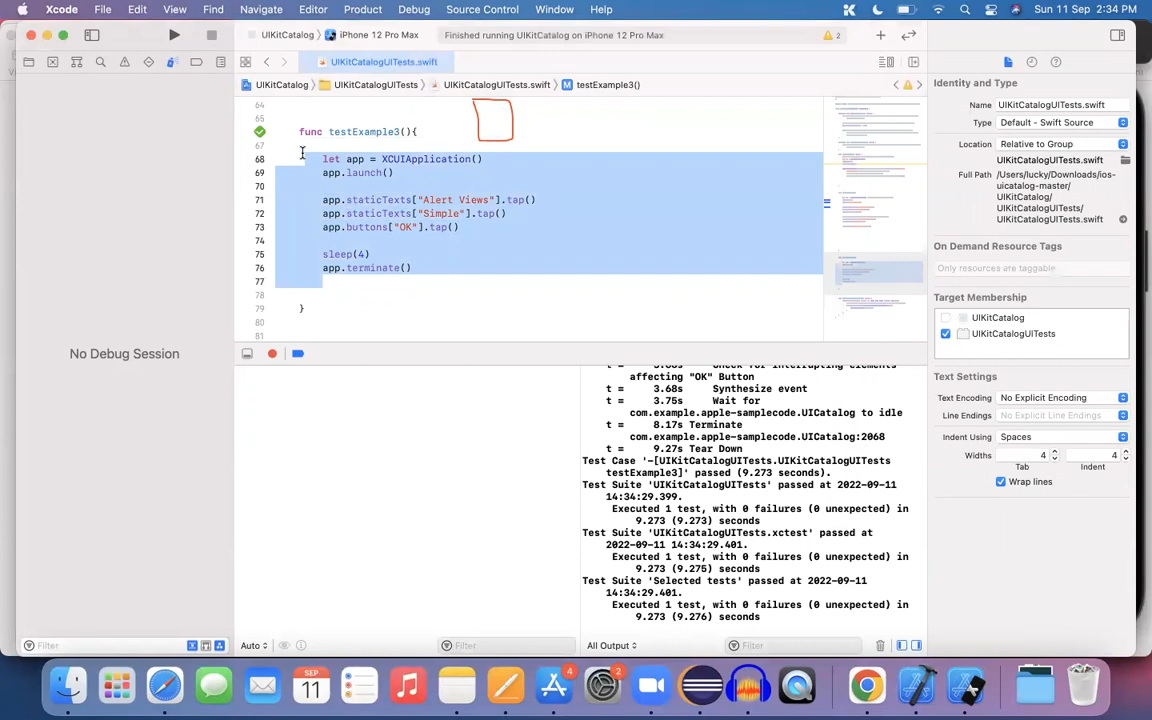 Xcode File Edit View Find Navigate Editor Product Debug Source Control Window Help Sun 11 Sep 2:34 PM
UIKitCatalog iPhone 12 Pro Max Finished running UIKitCatalog on iPhone 12 Pro Max 2
UIKitCatalogUITests.swift
UIKitCatalog UIKitCatalogUITests UIKitCatalogUITests.swift M testExample3()
64
65
func testExample3(){
67
68 let app = XCUIApplication()
69 app.launch()
70
71 app.staticTexts["Alert Views"].tap()
72 app.staticTexts["Simple"].tap()
73 app.buttons["OK"].tap()
74
75 sleep(4)
76 app.terminate()
77
78
79 }
80
81
No Debug Session
affecting "OK" Button
t = 3.68s Synthesize event
t = 3.75s Wait for
com.example.apple-samplecode.UICatalog to idle
t = 8.17s Terminate
com.example.apple-samplecode.UICatalog:2068
t = 9.27s Tear Down
Test Case '-[UIKitCatalogUITests.UIKitCatalogUITests
testExample3]' passed (9.273 seconds).
Test Suite 'UIKitCatalogUITests' passed at 2022-09-11
14:34:29.399.
Executed 1 test, with 0 failures (0 unexpected) in
9.273 (9.273) seconds
Test Suite 'UIKitCatalogUITests.xctest' passed at
2022-09-11 14:34:29.401.
Executed 1 test, with 0 failures (0 unexpected) in
9.273 (9.275) seconds
Test Suite 'Selected tests' passed at 2022-09-11
14:34:29.401.
Executed 1 test, with 0 failures (0 unexpected) in
9.273 (9.276) seconds
Filter
Auto
Filter
All Output
Filter
Identity and Type
Name UIKitCatalogUITests.swift
Type Default - Swift Source
Location Relative to Group
UIKitCatalogUITests.swift
Full Path /Users/lucky/Downloads/ios-
uicatalog-master/
UIKitCatalog/
UIKitCatalogUITests/
UIKitCatalogUITests.swift
On Demand Resource Tags
Only resources are taggable
Target Membership
UIKitCatalog
UIKitCatalogUITests
Text Settings
Text Encoding No Explicit Encoding
Line Endings No Explicit Line Endings
Indent Using Spaces
Widths 4 4
Tab Indent
Wrap lines
SEP
11
4
2